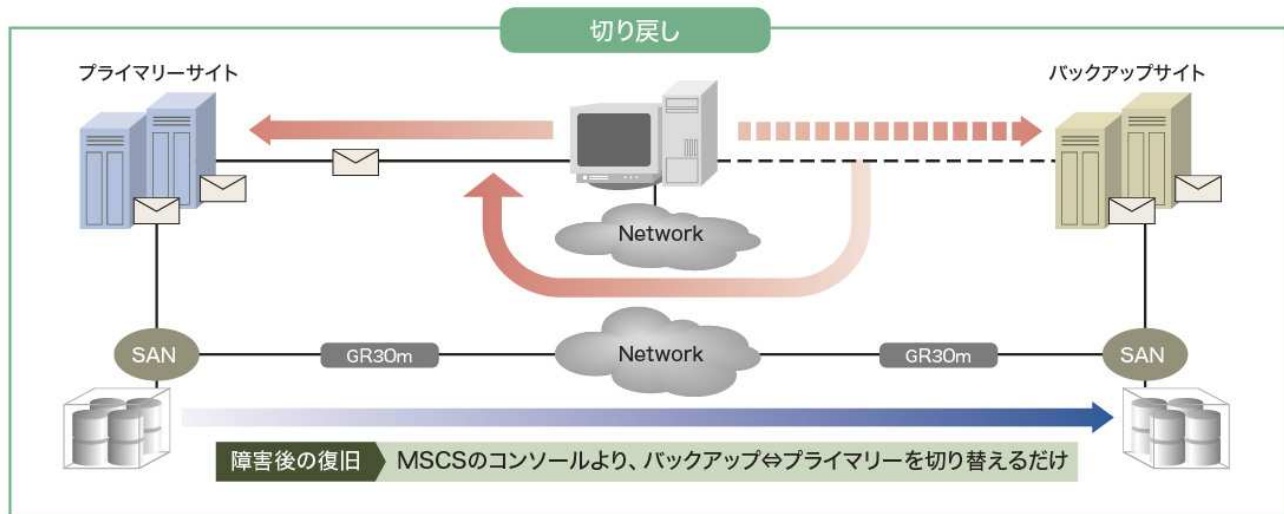 切り戻し
プライマリーサイト
バックアップサイト
Network
SAN
GR30m
Network
GR30m
SAN
障害後の復旧
MSCSのコンソールより、バックアップ⇔プライマリーを切り替えるだけ